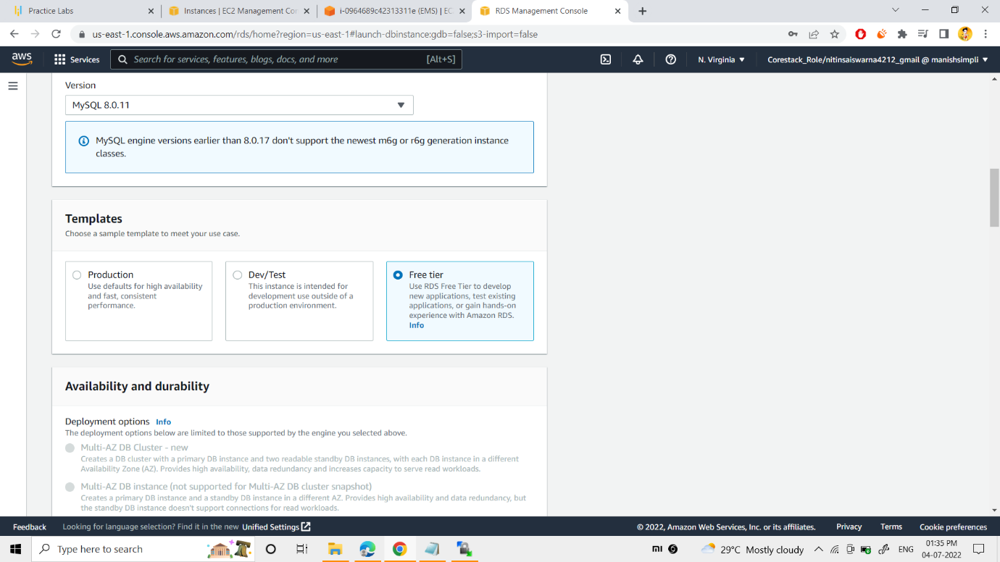 Practice Labs
Instances | EC2 Management Con
i-0964689c42313311e (EMS) | EC
RDS Management Console
us-east-1.console.aws.amazon.com/rds/home?region=us-east-1#launch-dbinstance:gdb=false;s3-import=false
aws
Services
Search for services, features, blogs, docs, and more
[Alt+S]
N. Virginia
Corestack_Role/nitinsaiswarna4212_gmail @ manishsimpli
Version
MySQL 8.0.11
MySQL engine versions earlier than 8.0.17 don't support the newest m6g or r6g generation instance
classes.
Templates
Choose a sample template to meet your use case.
Production
Use defaults for high availability
and fast, consistent
performance.
Dev/Test
This instance is intended for
development use outside of a
production environment.
Free tier
Use RDS Free Tier to develop
new applications, test existing
applications, or gain hands-on
experience with Amazon RDS.
Info
Availability and durability
Deployment options Info
The deployment options below are limited to those supported by the engine you selected above.
Multi-AZ DB Cluster - new
Creates a DB cluster with a primary DB instance and two readable standby DB instances, with each DB instance in a different
Availability Zone (AZ). Provides high availability, data redundancy and increases capacity to serve read workloads.
Multi-AZ DB instance (not supported for Multi-AZ DB cluster snapshot)
Creates a primary DB instance and a standby DB instance in a different AZ. Provides high availability and data redundancy, but
the standby DB instance doesn't support connections for read workloads.
Feedback
Looking for language selection? Find it in the new Unified Settings
© 2022, Amazon Web Services, Inc. or its affiliates.
Privacy
Terms
Cookie preferences
Type here to search
29°C Mostly cloudy
ENG
01:35 PM
04-07-2022